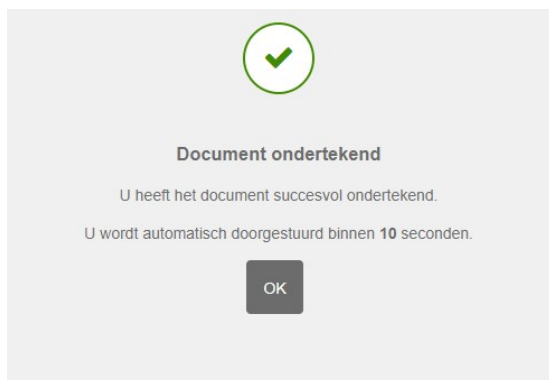 Document ondertekend
U heeft het document succesvol ondertekend.
U wordt automatisch doorgestuurd binnen 10 seconden.
OK